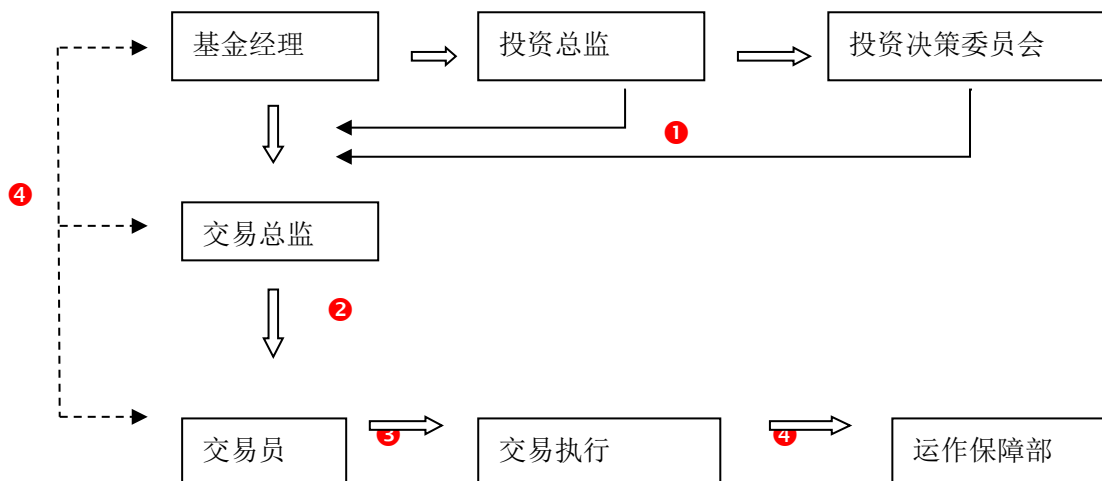 基金经理
投资总监
投资决策委员会
❶
❹
交易总监
❷
交易员
❸
交易执行
❹
运作保障部